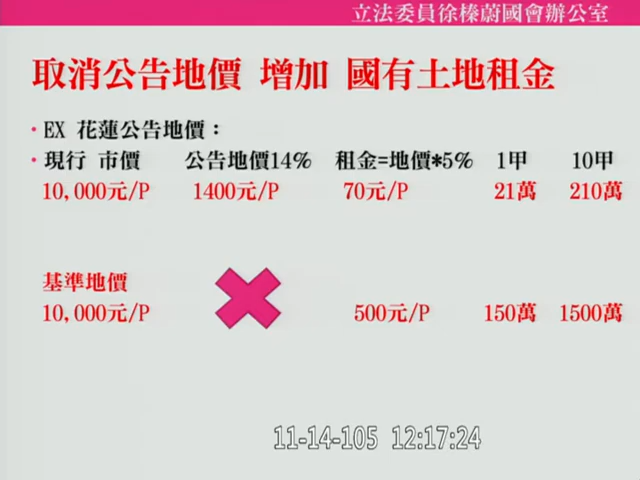 立法委員徐榛蔚國會辦公室
取消公告地價 增加 國有土地租金
• EX 花蓮公告地價：
• 現行 市價 公告地價14% 租金=地價*5% 1甲 10甲
10,000元/P 1400元/P 70元/P 21萬 210萬
基準地價
10,000元/P 500元/P 150萬 1500萬
11-14-105 12:17:24